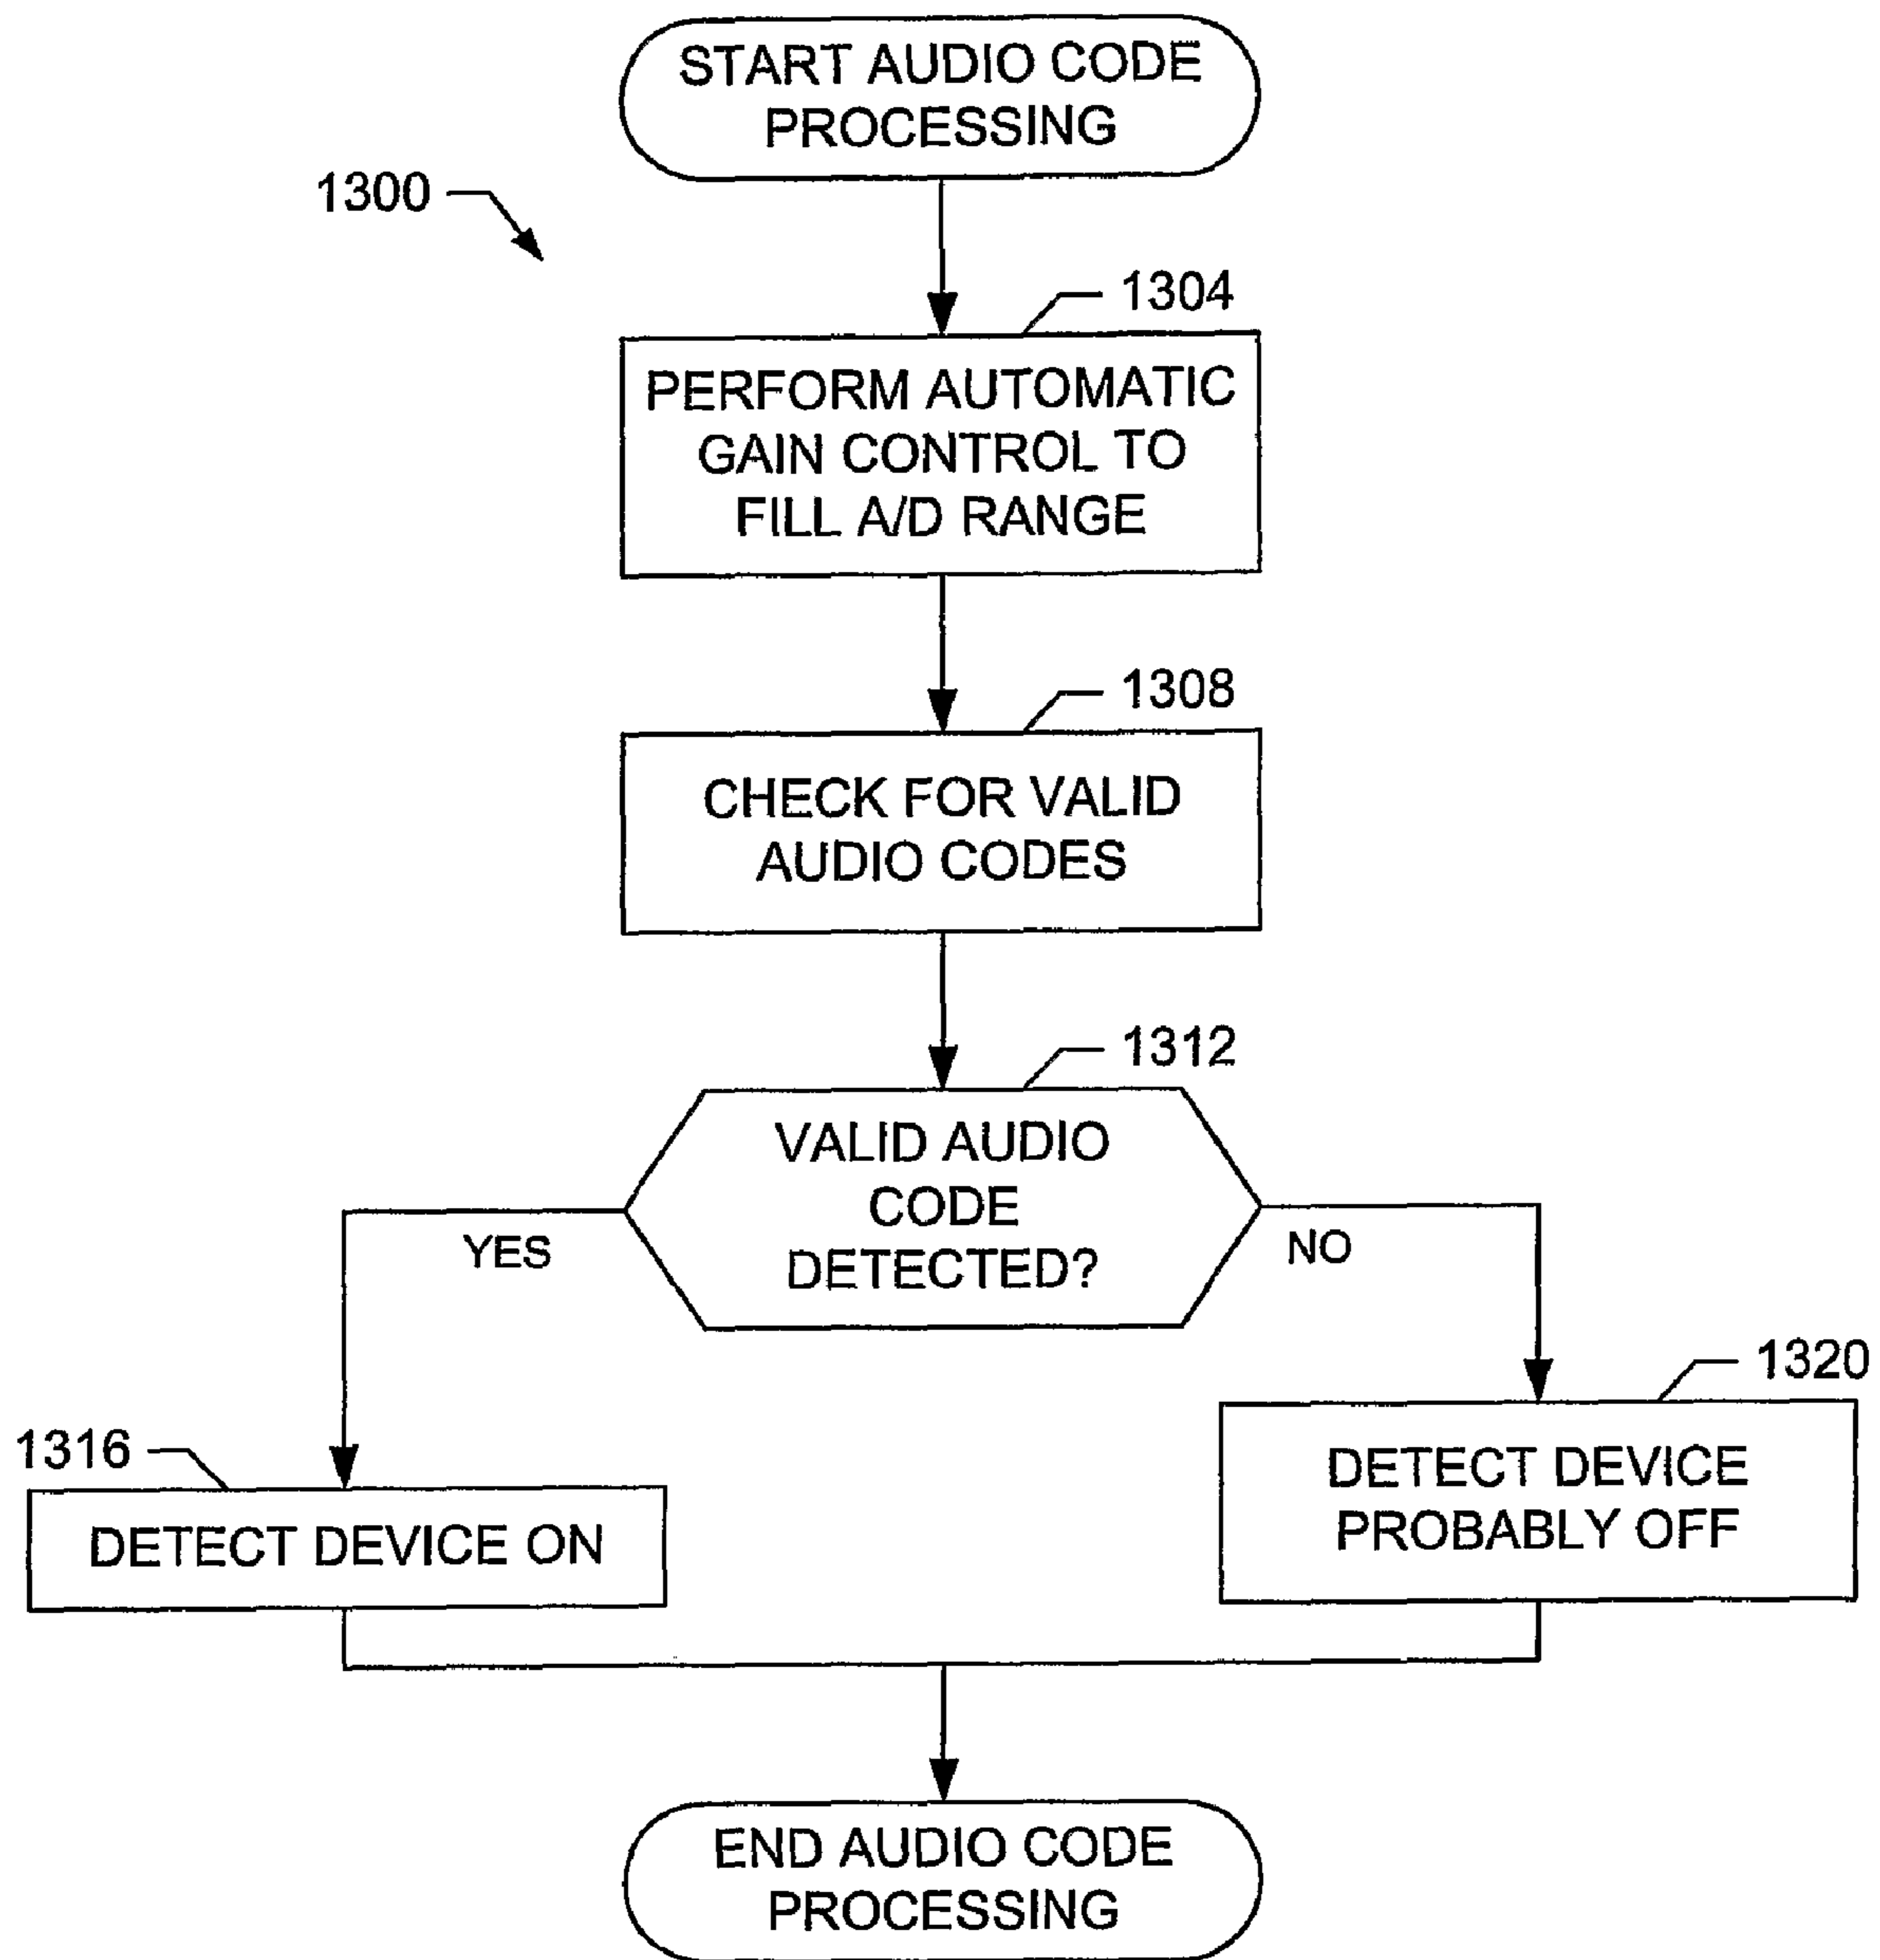 START AUDIO CODE
PROCESSING
1300
1304
PERFORM AUTOMATIC
GAIN CONTROL TO
FILL A/D RANGE
1308
CHECK FOR VALID
AUDIO CODES
1312
VALID AUDIO
CODE
DETECTED?
YES
NO
1316
DETECT DEVICE ON
1320
DETECT DEVICE
PROBABLY OFF
END AUDIO CODE
PROCESSING